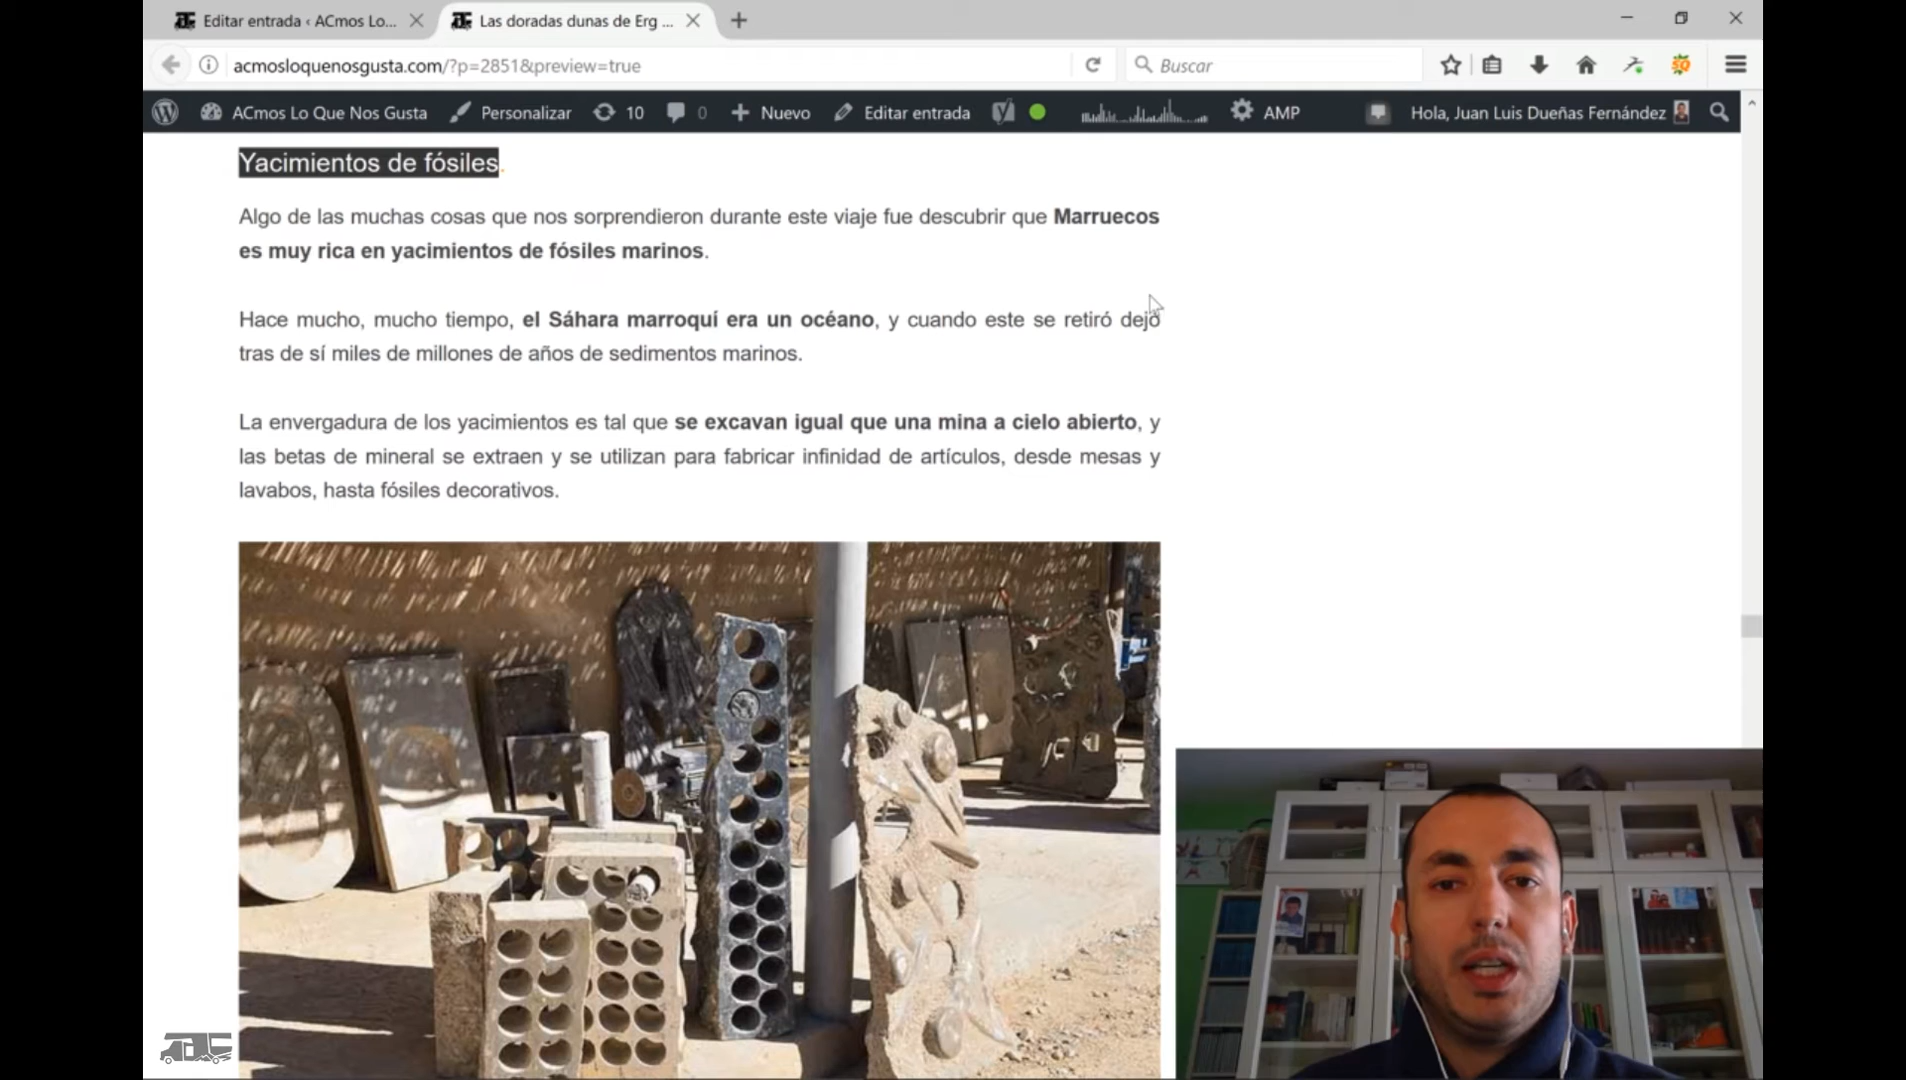 Editar entrada ‹ ACmos Lo...
Las doradas dunas de Erg ...
acmosloquenosgusta.com/?p=2851&preview=true
Buscar
ACmos Lo Que Nos Gusta Personalizar 10 0 Nuevo Editar entrada AMP Hola, Juan Luis Dueñas Fernández
Yacimientos de fósiles.
Algo de las muchas cosas que nos sorprendieron durante este viaje fue descubrir que Marruecos
es muy rica en yacimientos de fósiles marinos.
Hace mucho, mucho tiempo, el Sáhara marroquí era un océano, y cuando este se retiró dejó
tras de sí miles de millones de años de sedimentos marinos.
La envergadura de los yacimientos es tal que se excavan igual que una mina a cielo abierto, y
las betas de mineral se extraen y se utilizan para fabricar infinidad de artículos, desde mesas y
lavabos, hasta fósiles decorativos.